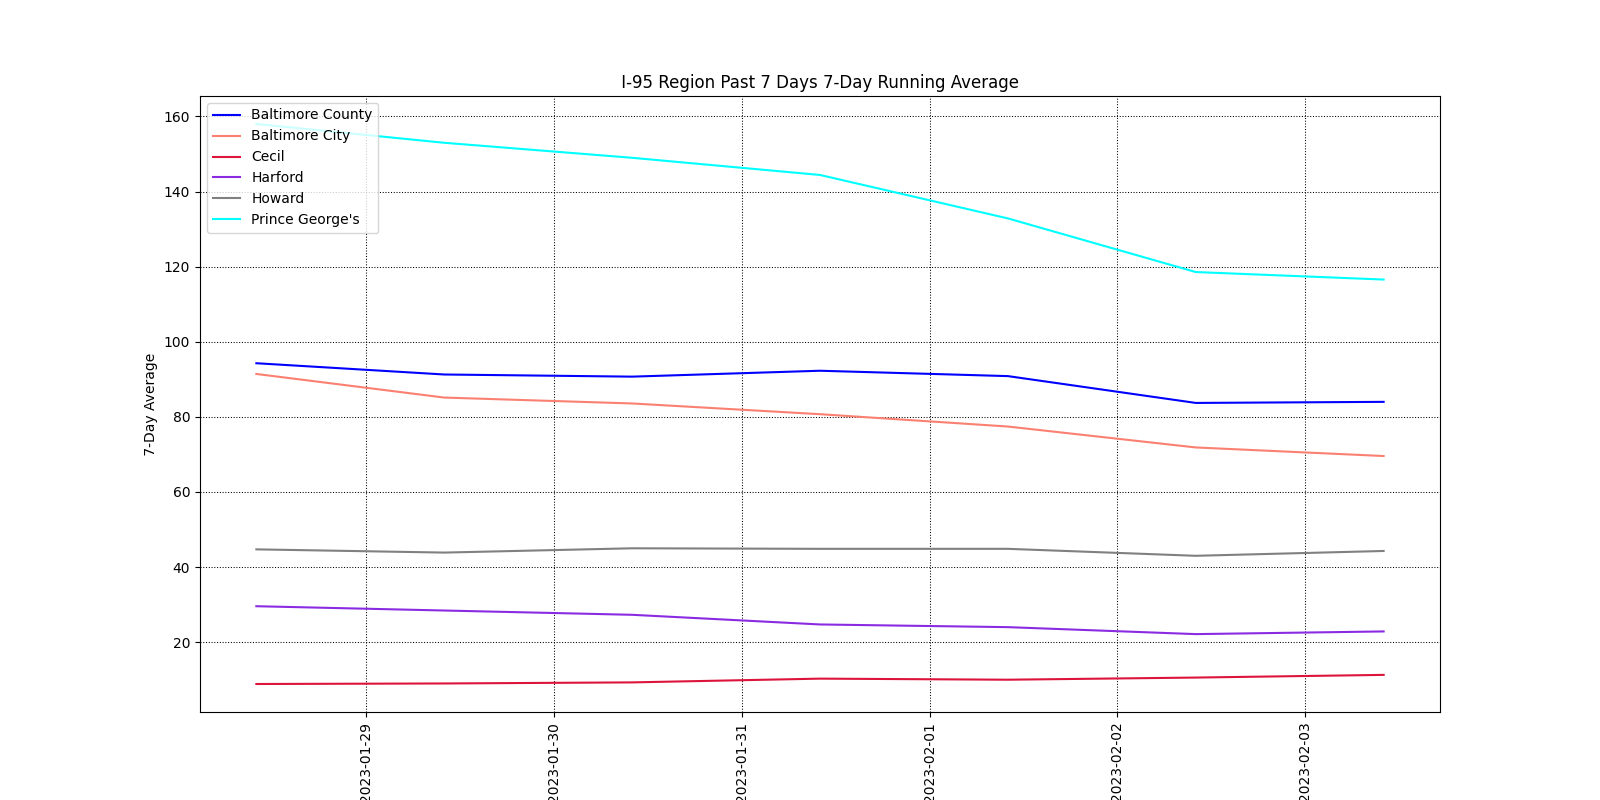 I-95 Region Past 7 Days 7-Day Running Average
Baltimore County
Baltimore City
Cecil
Harford
Howard
Prince George's
7-Day Average
160
140
120
100
80
60
40
20
2023-01-29
2023-01-30
2023-01-31
2023-02-01
2023-02-02
2023-02-03